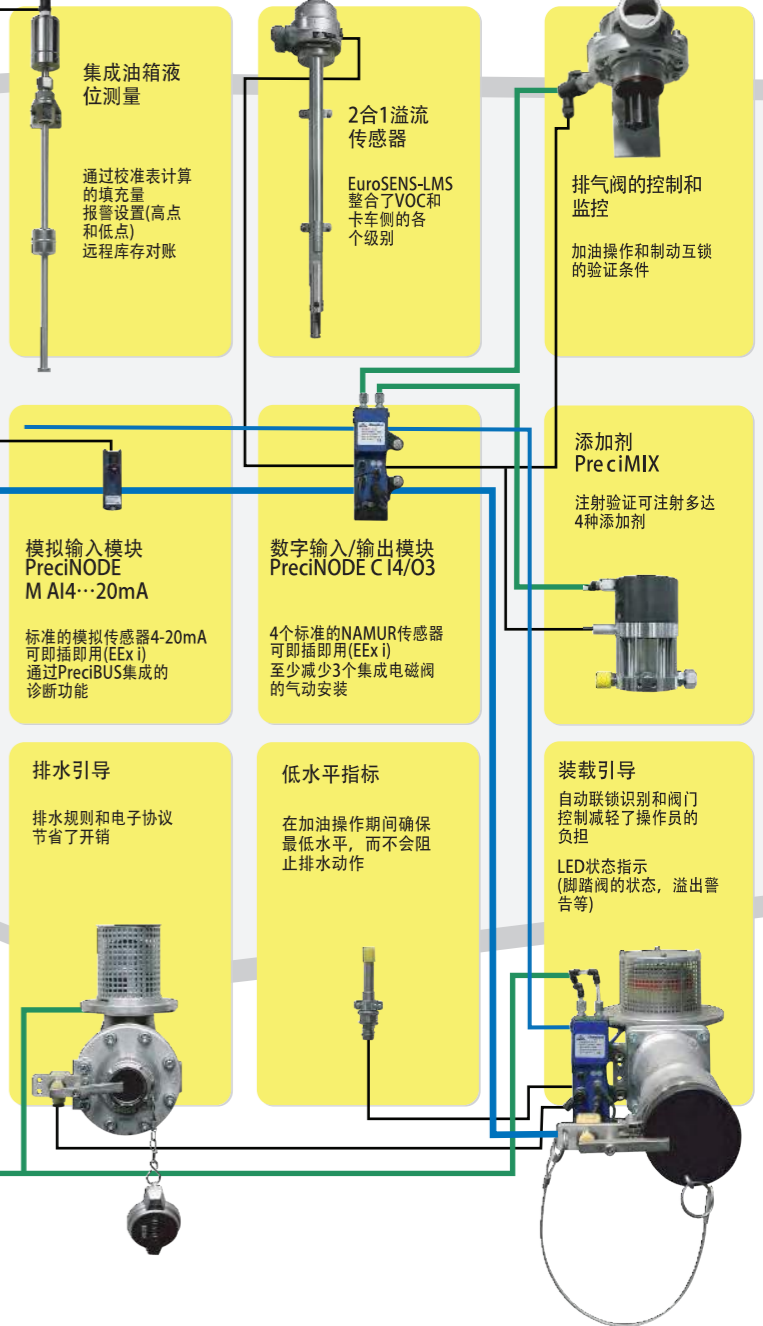 集成油箱液
位测量
通过校准表计算
的填充量
报警设置(高点
和低点)
远程库存对账
2合1溢流
传感器
EuroSENS-LMS
整合了VOC和
卡车侧的各
个级别
排气阀的控制和
监控
加油操作和制动互锁
的验证条件
模拟输入模块
PreciNODE
M AI4…20mA
标准的模拟传感器4-20mA
可即插即用(EEx i)
通过PreciBUS集成的
诊断功能
数字输入/输出模块
PreciNODE C I4/O3
4个标准的NAMUR传感器
可即插即用(EEx i)
至少减少3个集成电磁阀
的气动安装
添加剂
PreciMIX
注射验证可注射多达
4种添加剂
排水引导
排水规则和电子协议
节省了开销
低水平指标
在加油操作期间确保
最低水平，而不会阻
止排水动作
装载引导
自动联锁识别和阀门
控制减轻了操作员的
负担
LED状态指示
(脚踏阀的状态，溢出警
告等)